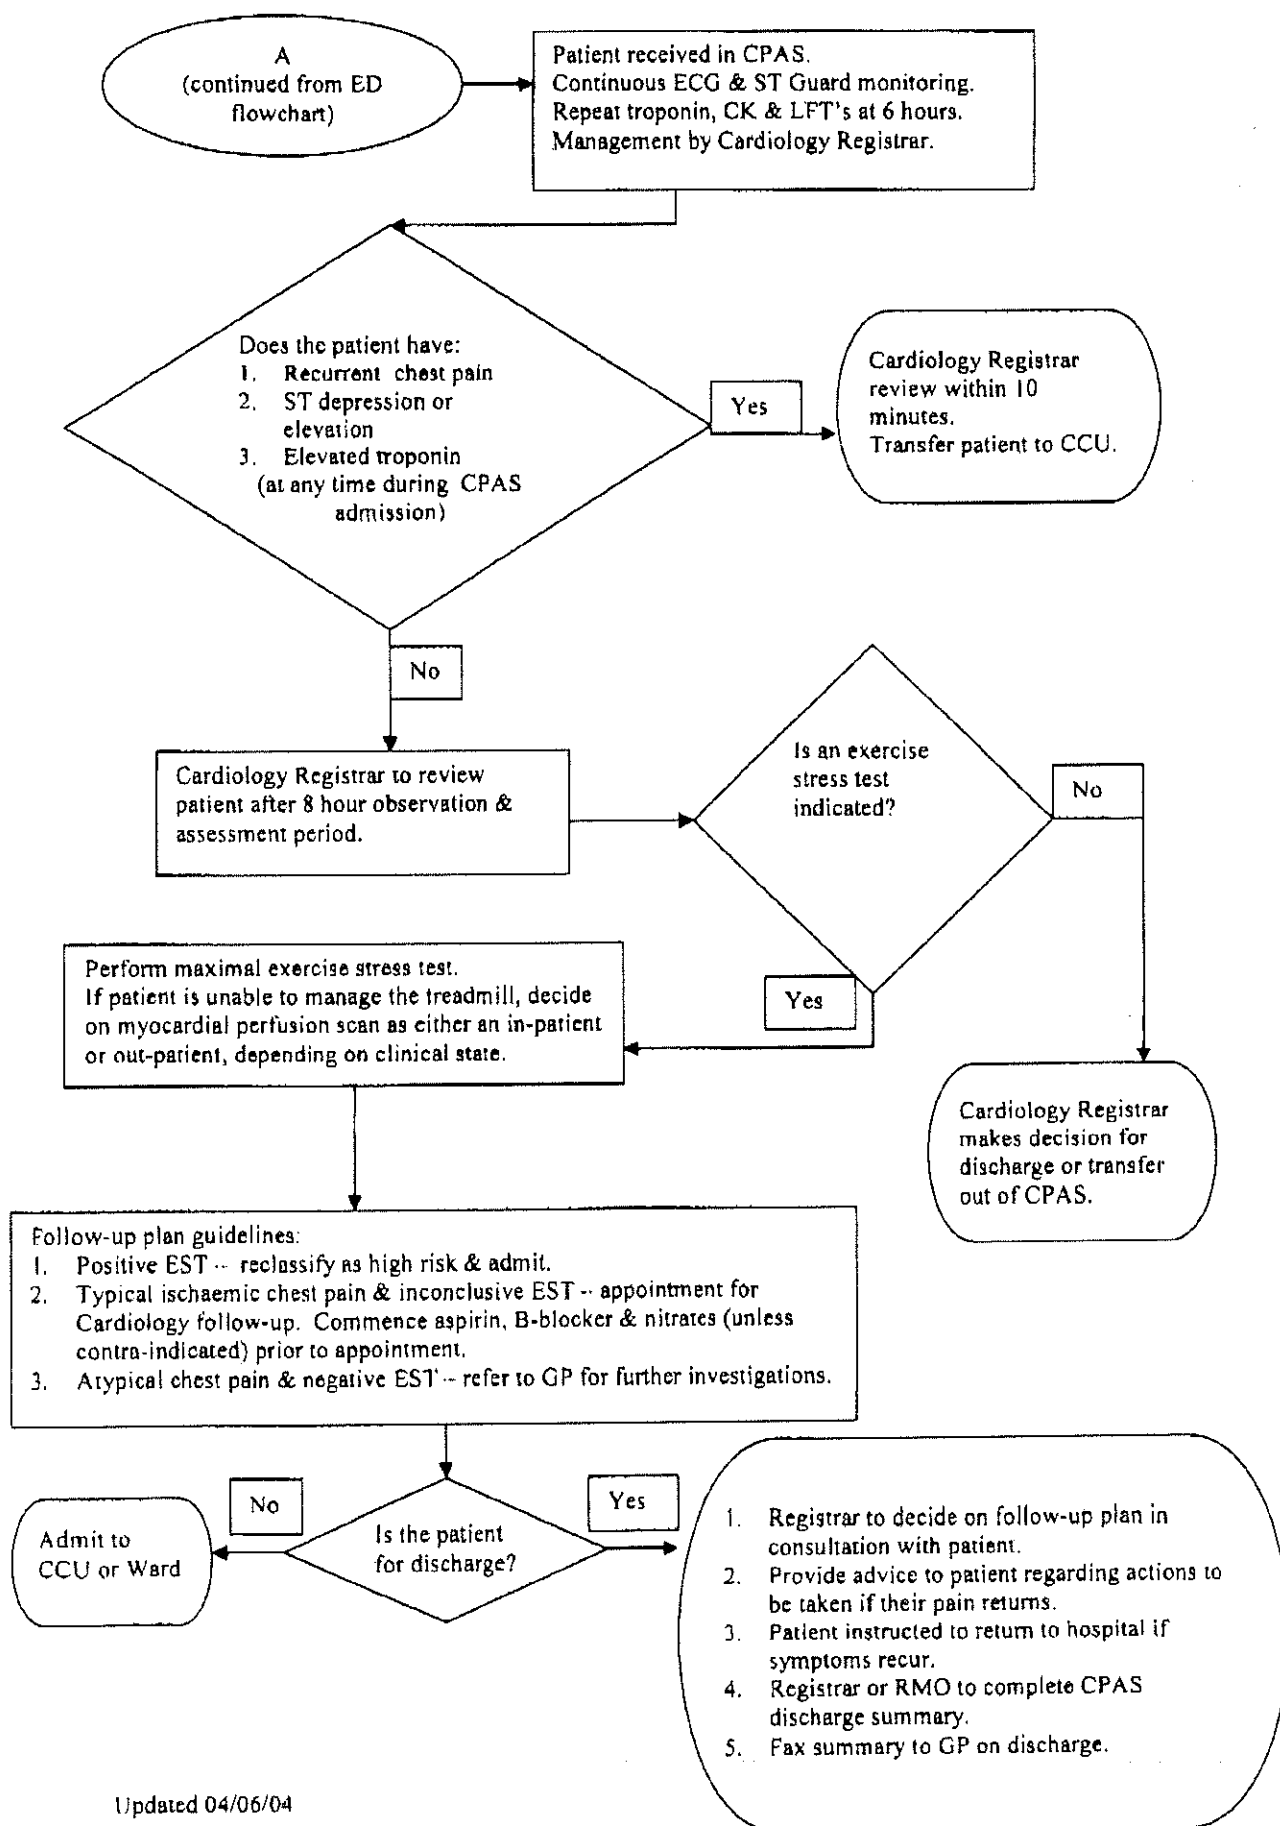 A
(continued from ED
flowchart)
Patient received in CPAS.
Continuous ECG & ST Guard monitoring.
Repeat troponin, CK & LFT's at 6 hours.
Management by Cardiology Registrar.
Does the patient have:
1. Recurrent chest pain
2. ST depression or
elevation
3. Elevated troponin
(at any time during CPAS
admission)
Yes
Cardiology Registrar
review within 10
minutes.
Transfer patient to CCU.
No
Cardiology Registrar to review
patient after 8 hour observation &
assessment period.
Is an exercise
stress test
indicated?
No
Yes
Perform maximal exercise stress test.
If patient is unable to manage the treadmill, decide
on myocardial perfusion scan as either an in-patient
or out-patient, depending on clinical state.
Cardiology Registrar
makes decision for
discharge or transfer
out of CPAS.
Follow-up plan guidelines:
1. Positive EST -- reclassify as high risk & admit.
2. Typical ischaemic chest pain & inconclusive EST -- appointment for
Cardiology follow-up. Commence aspirin, B-blocker & nitrates (unless
contra-indicated) prior to appointment.
3. Atypical chest pain & negative EST -- refer to GP for further investigations.
No
Is the patient
for discharge?
Yes
Admit to
CCU or Ward
1. Registrar to decide on follow-up plan in
consultation with patient.
2. Provide advice to patient regarding actions to
be taken if their pain returns.
3. Patient instructed to return to hospital if
symptoms recur.
4. Registrar or RMO to complete CPAS
discharge summary.
5. Fax summary to GP on discharge.
Updated 04/06/04